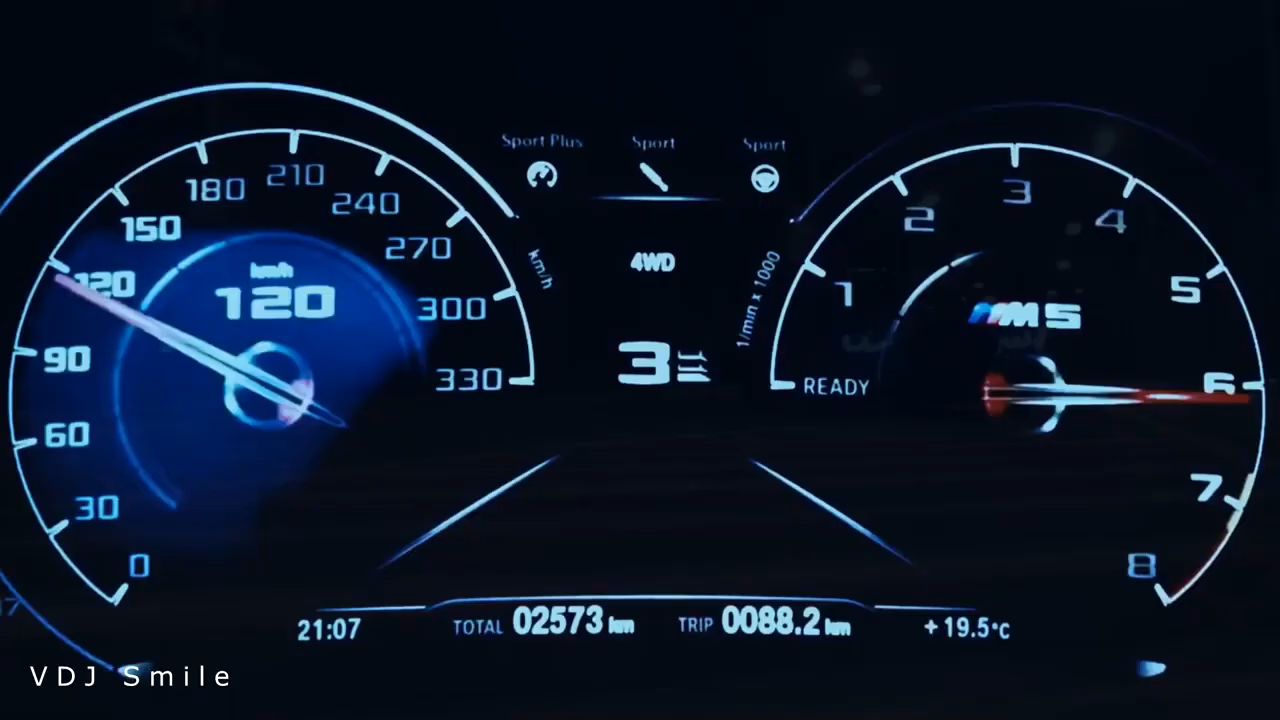 Sport Plus Sport Sport
180 210 240
150 270
120 300
90 330
60
30
0
km/h
120
km/h
4WD
3
1/min x 1000
READY
1
2
3
4
5
6
7
8
M5
21:07 TOTAL 02573 km TRIP 0088.2 km +19.5°C
VDJ Smile